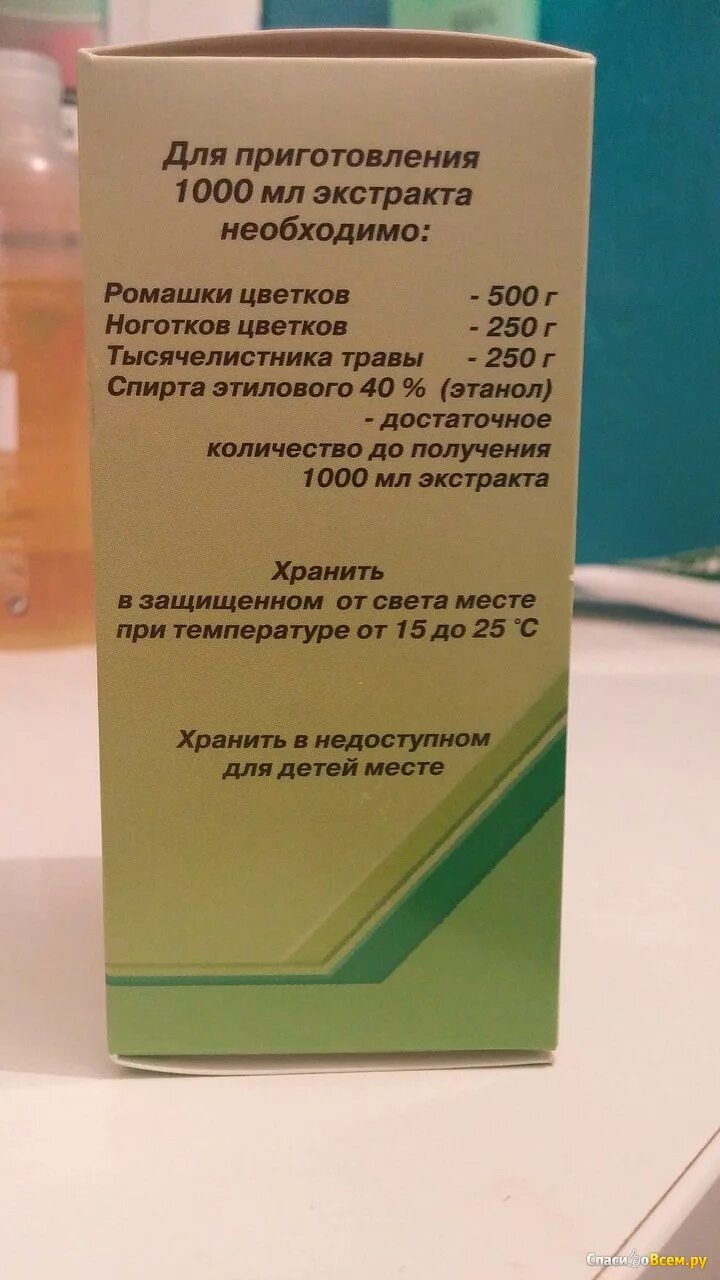 Для приготовления
1000 мл экстракта
необходимо:
Ромашки цветков - 500 г
Ноготков цветков - 250 г
Тысячелистника травы - 250 г
Спирта этилового 40 % (этанол)
- достаточное
количество до получения
1000 мл экстракта
Хранить
в защищенном от света месте
при температуре от 15 до 25 °С
Хранить в недоступном
для детей месте
СпасибоВсем.ру